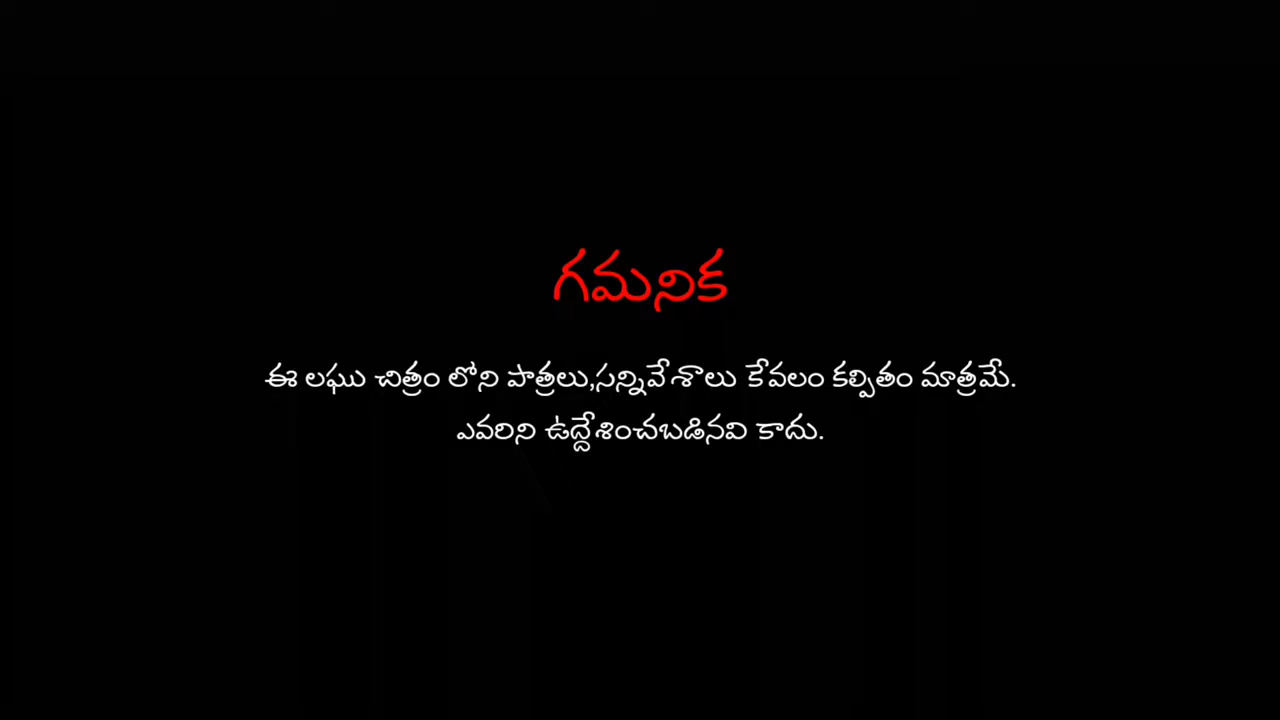 గమనిక
ఈ లఘు చిత్రం లోని పాత్రలు,సన్నివేశాలు కేవలం కల్పితం మాత్రమే.
ఎవరిని ఉద్దేశించబడినవి కాదు.